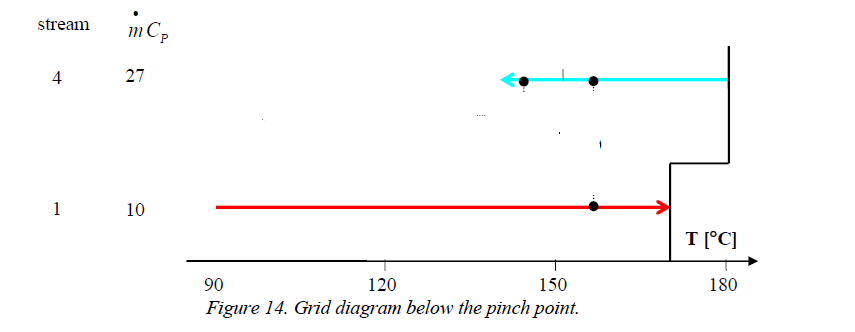 stream ṁ C_P
4 27
1 10
T [°C]
90 120 150 180
Figure 14. Grid diagram below the pinch point.